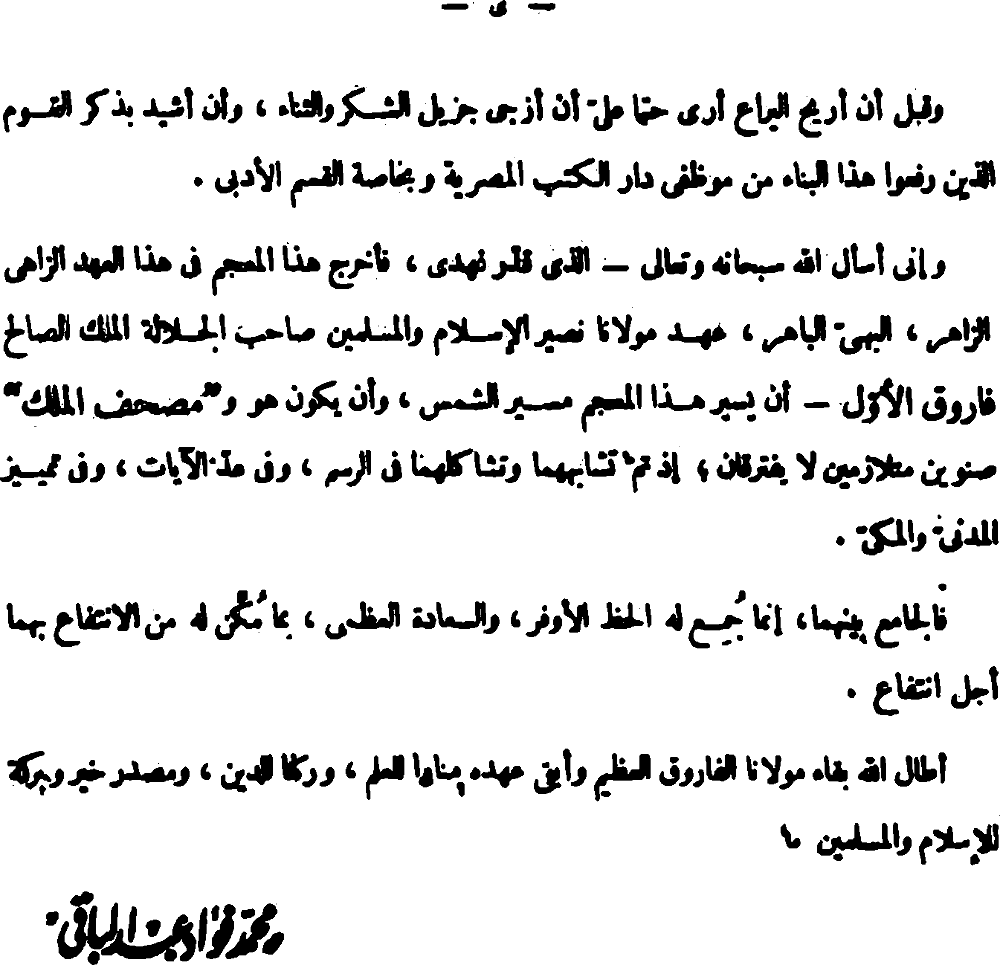 — ى —
وقبل أن أريح اليراع أرى حتما علىّ أن أزجى جزيل الشكر والثناء ، وأن أشيد بذكر القوم
الذين رفعوا هذا البناء من موظفى دار الكتب المصرية وبخاصة القسم الأدبى .
وإنى أسأل الله سبحانه وتعالى — الذى قدّر فهدى ، فأخرج هذا المعجم فى هذا العهد الزاهى
الزاهر ، البهىّ الباهر ، عهد مولانا نصير الإسلام والمسلمين صاحب الجلالة الملك الصالح
فاروق الأوّل — أن يسير هذا المعجم مسير الشمس ، وأن يكون هو و"مصحف الملك"
صنوين متلازمين لا يفترقان ؛ إذ تمّ تشابههما وتشاكلهما فى الرسم ، وفى عدّ الآيات ، وفى تمييز
المدنىّ والمكىّ .
فالجامع بينهما، إنما جُمِع له الحظ الأوفر ، والسعادة العظمى ، بما مُكّن له من الانتفاع بهما
أجل انتفاع .
أطال الله بقاء مولانا الفاروق العظيم وأبقى عهده منارا للعلم ، وركنا للدين ، ومصدر خير وبركة
للإسلام والمسلمين ما
محمد فؤاد عبد الباقى